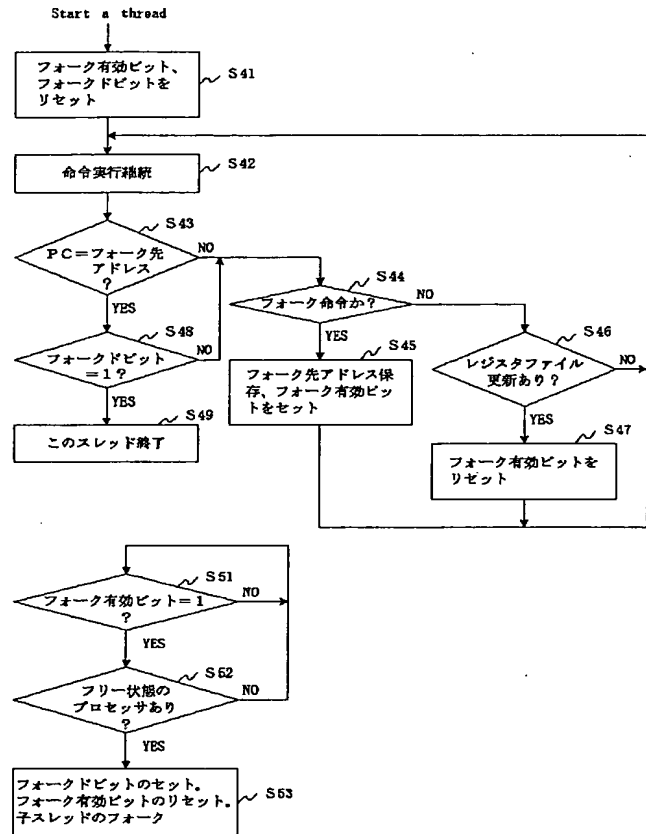 Start a thread
フォーク有効ビット、
フォークドビットを
リセット
S41
命令実行継続
S42
S43
PC＝フォーク先
アドレス
？
NO
YES
S44
フォーク命令か？
NO
YES
S48
フォークドビット
＝1？
NO
YES
S45
フォーク先アドレス保
存、フォーク有効ビッ
トをセット
S46
レジスタファイル
更新あり？
NO
YES
S49
このスレッド終了
S47
フォーク有効ビットを
リセット
S51
フォーク有効ビット＝1
？
NO
YES
S52
フリー状態の
プロセッサあり
？
NO
YES
フォークドビットのセット。
フォーク有効ビットのリセット。
子スレッドのフォーク
S53